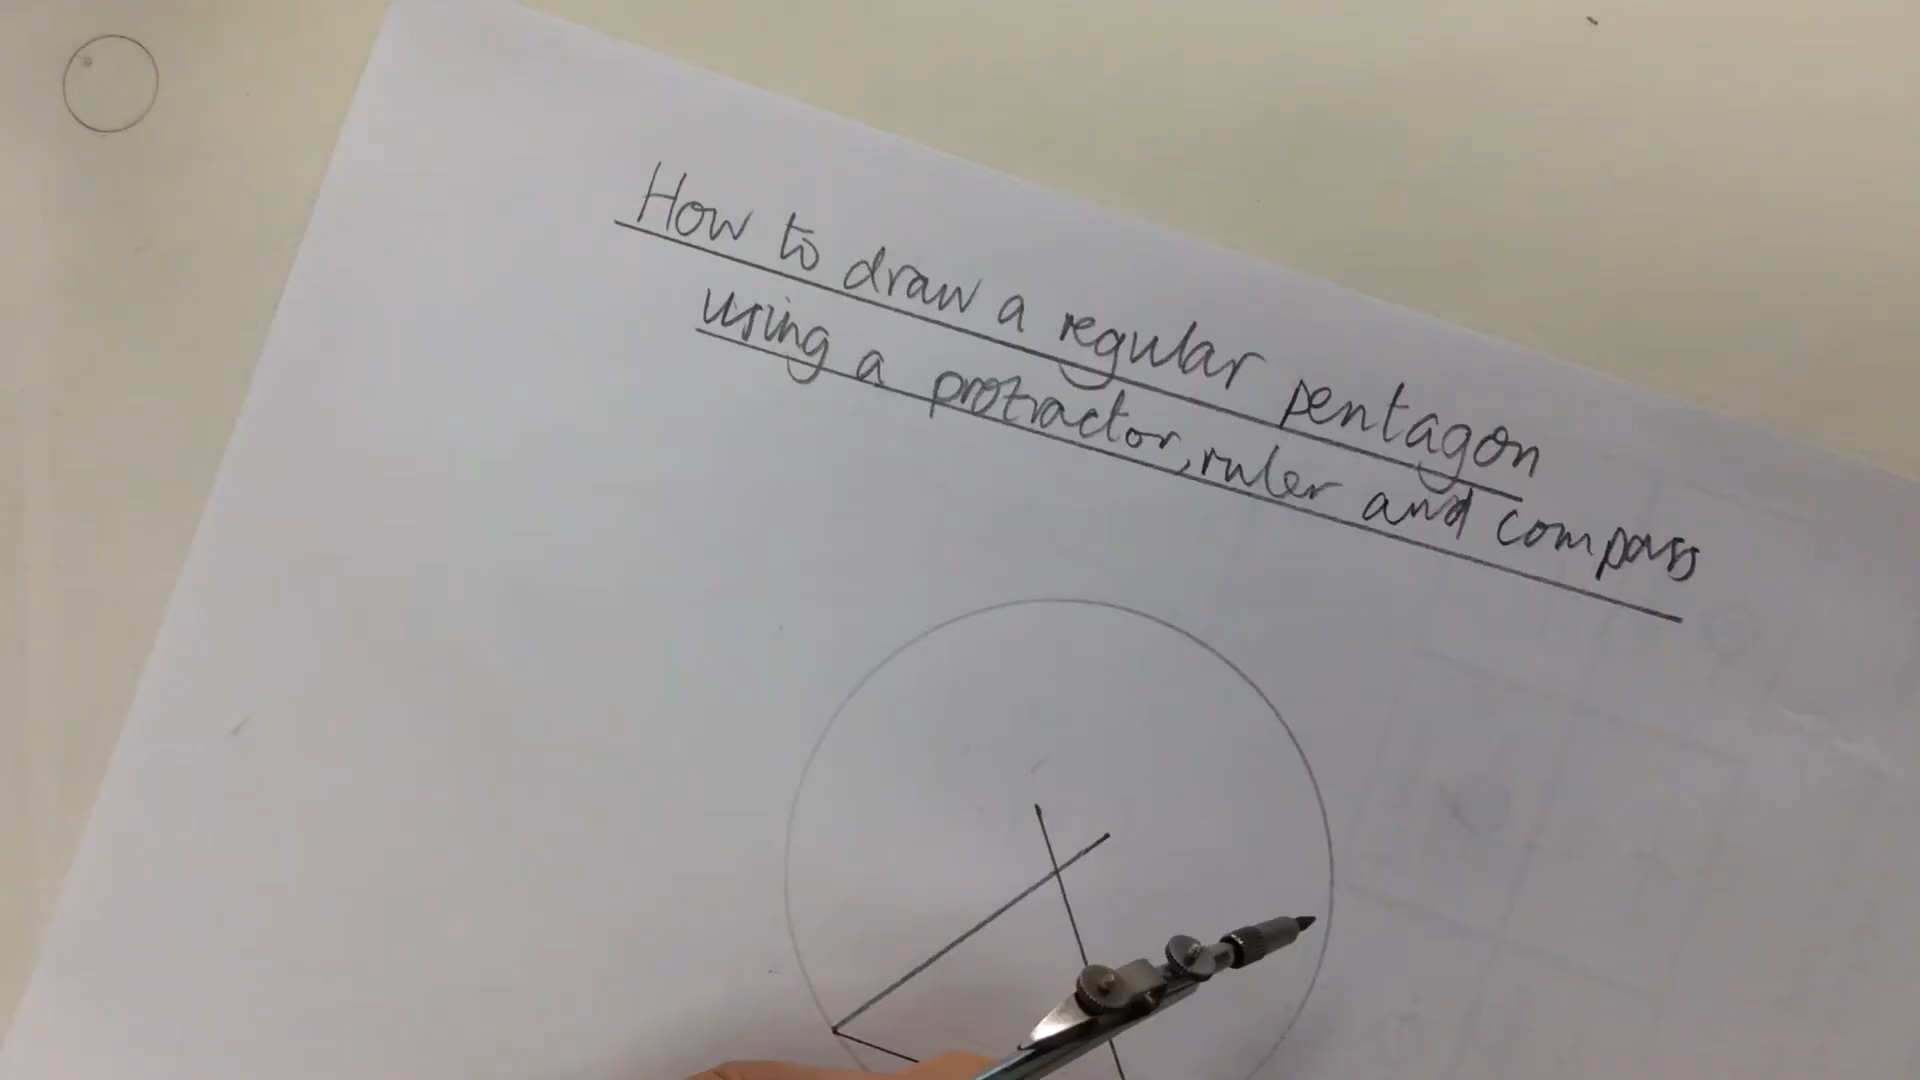 How to draw a regular pentagon
using a protractor, ruler and compass